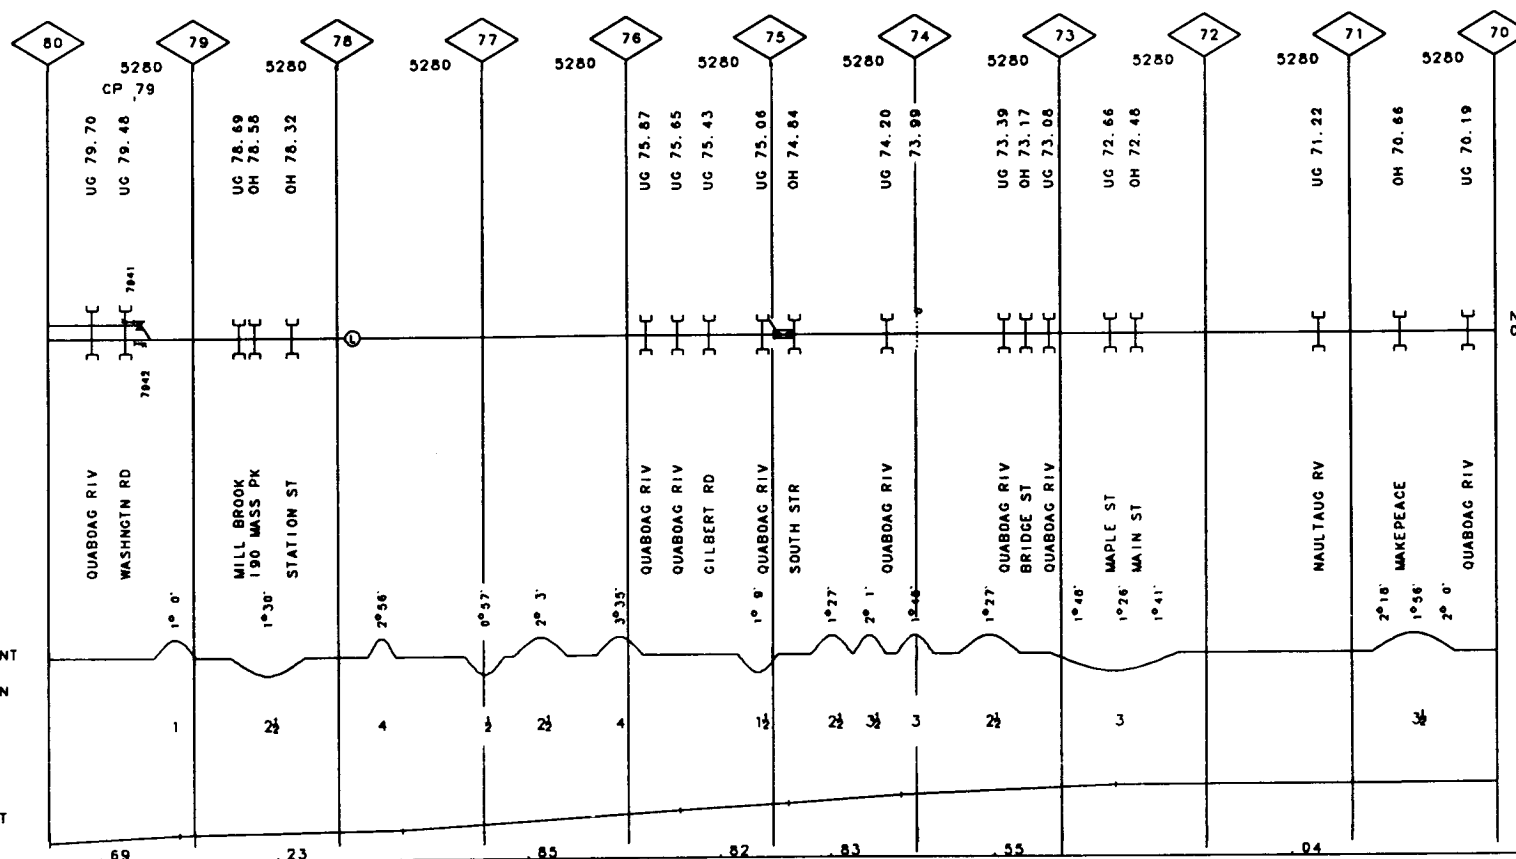 80 79 78 77 76 75 74 73 72 71 70
5280 5280 5280 5280 5280 5280 5280 5280 5280 5280
CP 79
UG 79.70
UG 79.48
UG 78.69
OH 78.58
OH 78.32
UG 75.87
UG 75.65
UG 75.43
UG 75.06
OH 74.84
UG 74.20
73.99
UG 73.39
OH 73.17
UG 73.08
UG 72.66
OH 72.48
UG 71.22
OH 70.66
UG 70.19
7941
L
7942
QUABOAG RIV
WASHNGTN RD
MILL BROOK
190 MASS PK
STATION ST
QUABOAG RIV
QUABOAG RIV
GILBERT RD
QUABOAG RIV
SOUTH STR
QUABOAG RIV
QUABOAG RIV
BRIDGE ST
QUABOAG RIV
MAPLE ST
MAIN ST
NAULTAUG RV
MAKEPEACE
QUABOAG RIV
1° 0' 1°30' 2°56' 0°57' 2° 3' 3°35' 1° 9' 1°27' 2° 1' 1°48' 1°27' 1°48' 1°26' 1°41' 2°18' 1°56' 2° 0'
NT
N
1 2½ 4 ½ 2½ 4 1½ 2½ 3½ 3 2½ 3 3½
T
.69 .23 .85 .82 .83 .55 .04